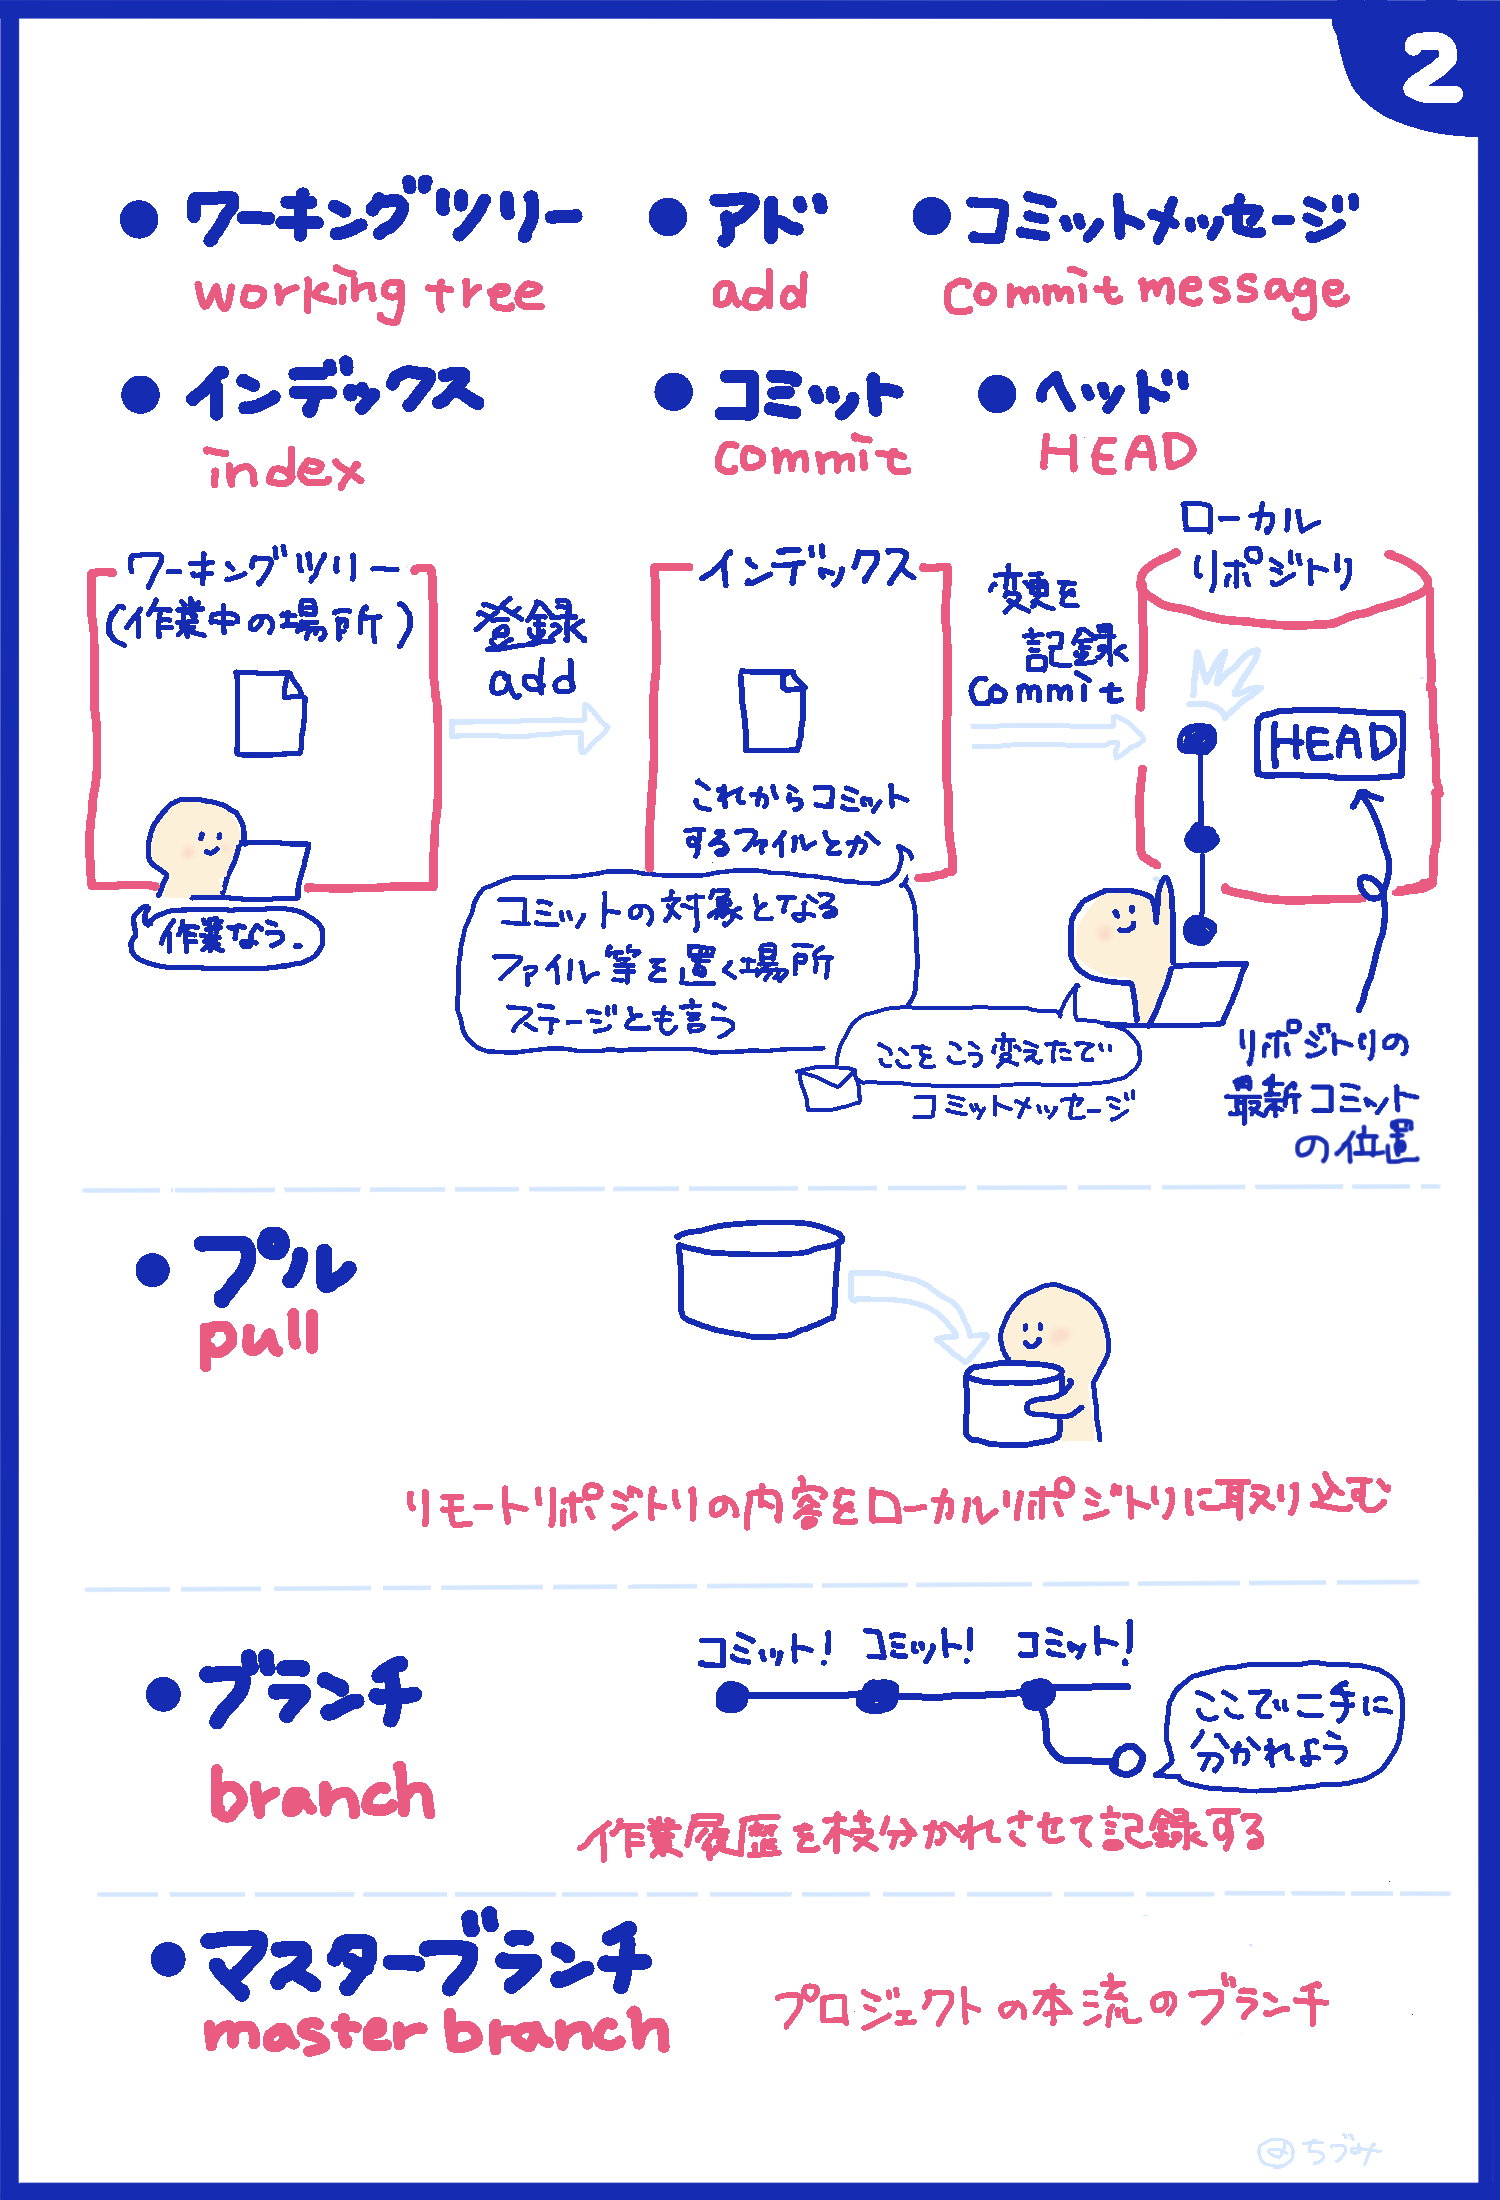 2
● ワーキングツリー
working tree
● アド
add
● コミットメッセージ
commit message
● インデックス
index
● コミット
commit
● ヘッド
HEAD
ワーキングツリー
(作業中の場所)
作業なう.
登録
add
インデックス
これからコミット
するファイルとか
コミットの対象となる
ファイル等を置く場所
ステージとも言う
変更を
記録
commit
ローカル
リポジトリ
HEAD
ここをこう変えたで
コミットメッセージ
リポジトリの
最新コミット
の位置
● プル
pull
リモートリポジトリの内容をローカルリポジトリに取り込む
● ブランチ
branch
コミット! コミット! コミット!
ここで二手に
分かれよう
作業履歴を枝分かれさせて記録する
● マスターブランチ
master branch
プロジェクトの本流のブランチ
@ちづみ